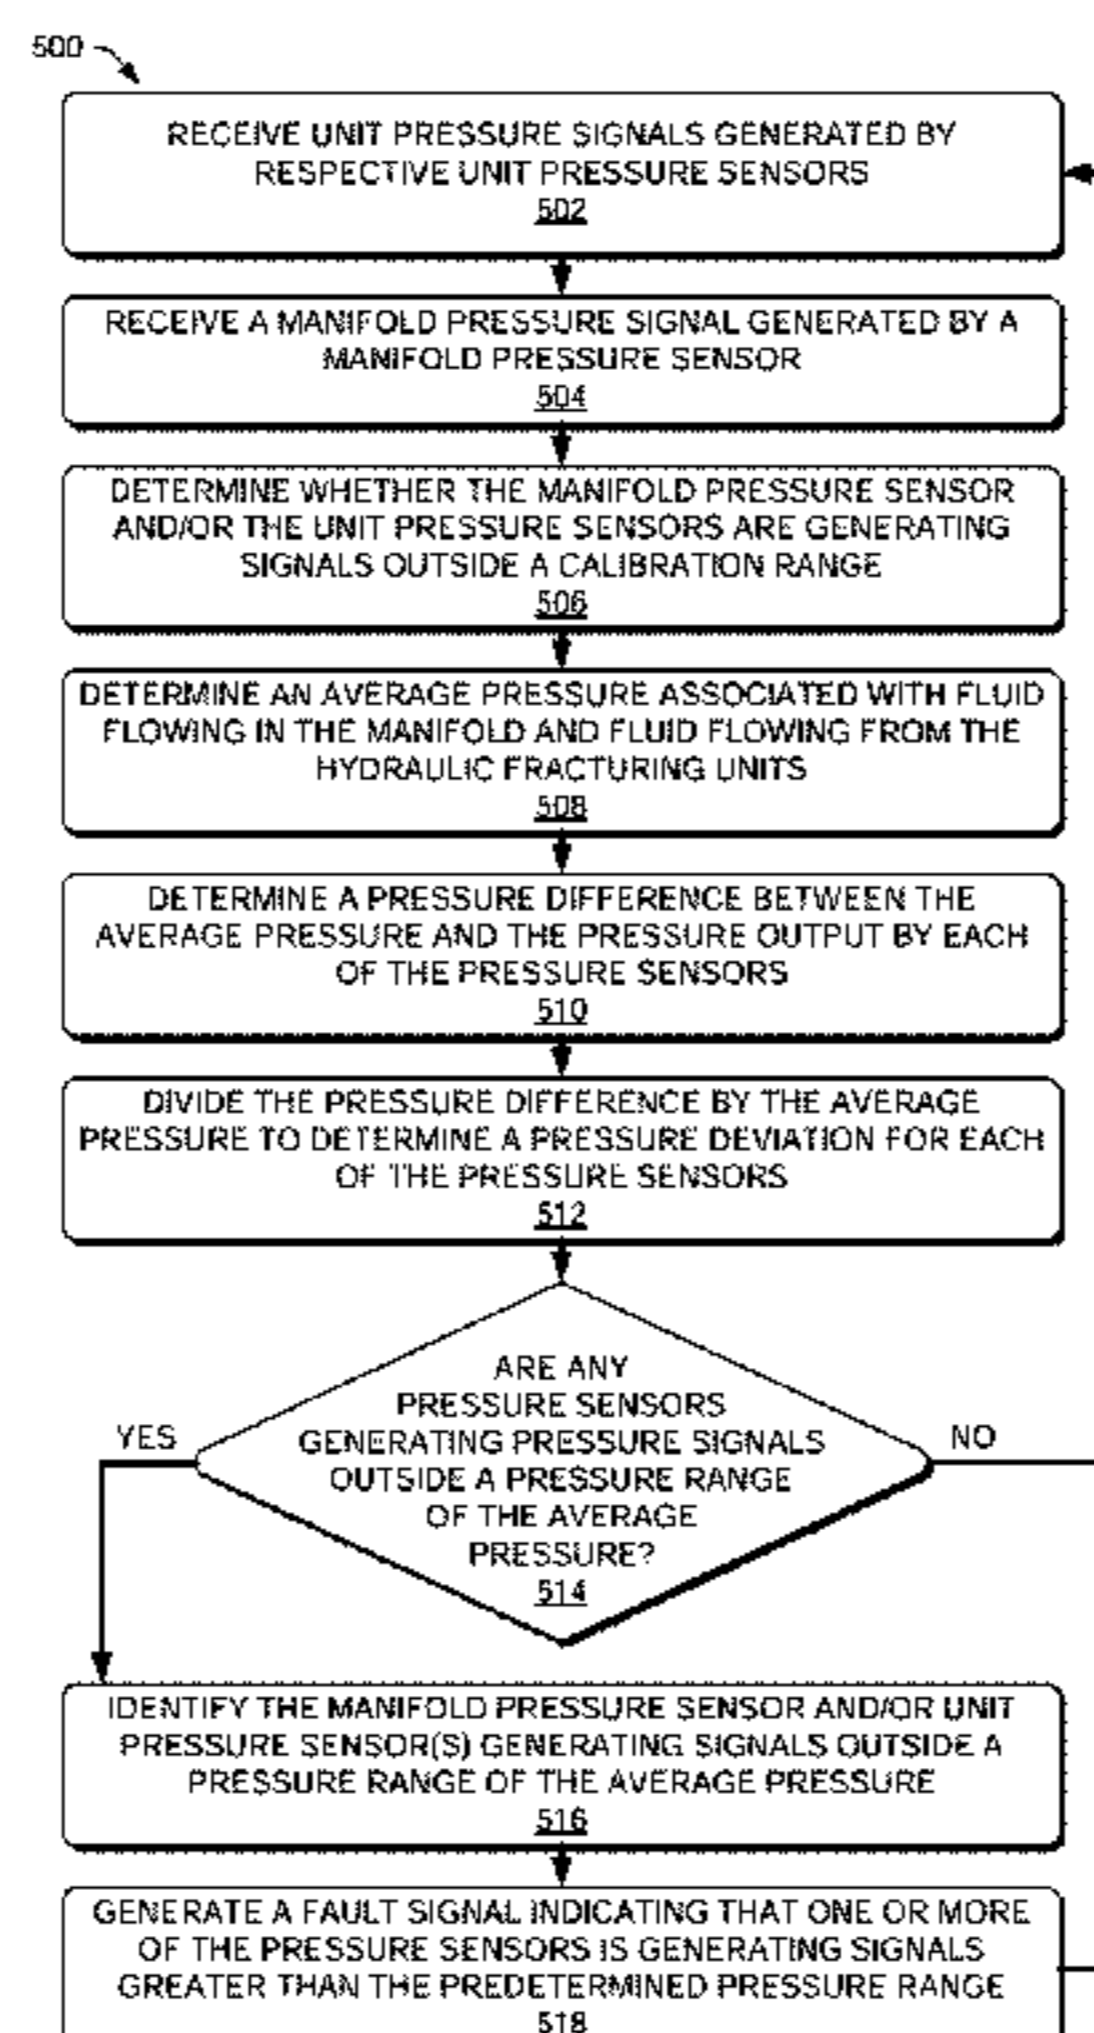 500
RECEIVE UNIT PRESSURE SIGNALS GENERATED BY
RESPECTIVE UNIT PRESSURE SENSORS
502
RECEIVE A MANIFOLD PRESSURE SIGNAL GENERATED BY A
MANIFOLD PRESSURE SENSOR
504
DETERMINE WHETHER THE MANIFOLD PRESSURE SENSOR
AND/OR THE UNIT PRESSURE SENSORS ARE GENERATING
SIGNALS OUTSIDE A CALIBRATION RANGE
506
DETERMINE AN AVERAGE PRESSURE ASSOCIATED WITH FLUID
FLOWING IN THE MANIFOLD AND FLUID FLOWING FROM THE
HYDRAULIC FRACTURING UNITS
508
DETERMINE A PRESSURE DIFFERENCE BETWEEN THE
AVERAGE PRESSURE AND THE PRESSURE OUTPUT BY EACH
OF THE PRESSURE SENSORS
510
DIVIDE THE PRESSURE DIFFERENCE BY THE AVERAGE
PRESSURE TO DETERMINE A PRESSURE DEVIATION FOR EACH
OF THE PRESSURE SENSORS
512
ARE ANY
PRESSURE SENSORS
GENERATING PRESSURE SIGNALS
OUTSIDE A PRESSURE RANGE
OF THE AVERAGE
PRESSURE?
514
YES
NO
IDENTIFY THE MANIFOLD PRESSURE SENSOR AND/OR UNIT
PRESSURE SENSOR(S) GENERATING SIGNALS OUTSIDE A
PRESSURE RANGE OF THE AVERAGE PRESSURE
516
GENERATE A FAULT SIGNAL INDICATING THAT ONE OR MORE
OF THE PRESSURE SENSORS IS GENERATING SIGNALS
GREATER THAN THE PREDETERMINED PRESSURE RANGE
518